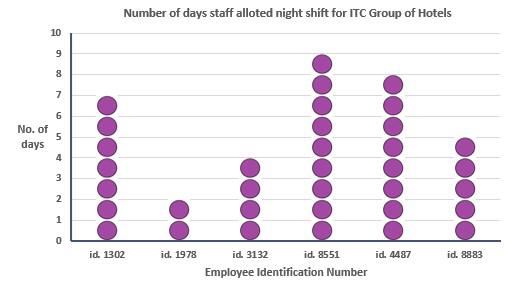 Number of days staff alloted night shift for ITC Group of Hotels
10
9
8
7
6
5
4
3
2
1
0
No. of
days
id. 1302 id. 1978 id. 3132 id. 8551 id. 4487 id. 8883
Employee Identification Number